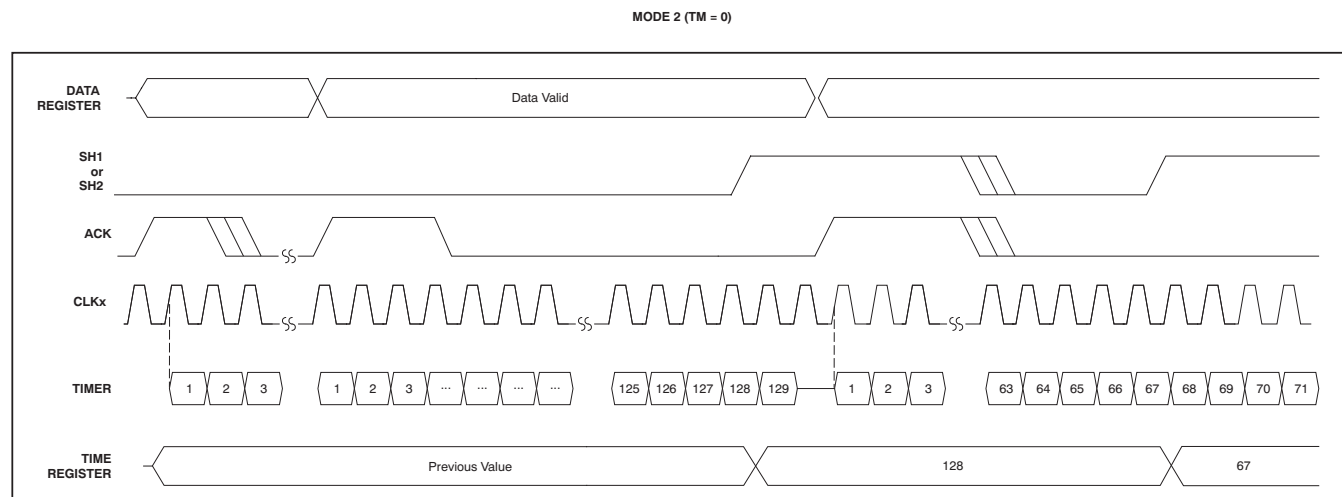 MODE 2 (TM = 0)
DATA
REGISTER
Data Valid
SH1
or
SH2
ACK
CLKx
TIMER
1 2 3 1 2 3 ... ... ... ... 125 126 127 128 129 1 2 3 63 64 65 66 67 68 69 70 71
TIME
REGISTER
Previous Value 128 67